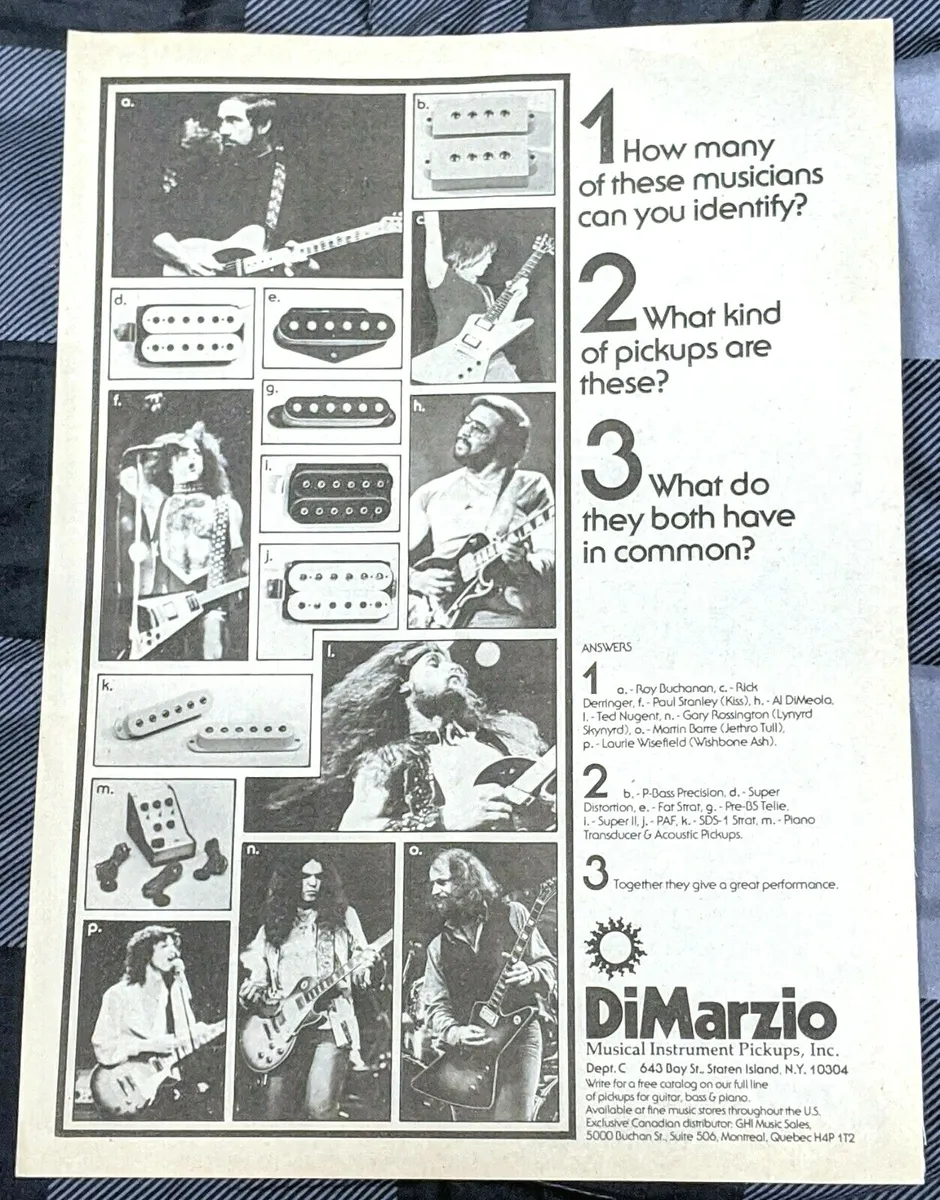 a.
b.
c.
d.
e.
f.
g.
h.
i.
j.
k.
l.
m.
n.
o.
p.
1 How many
of these musicians
can you identify?
2 What kind
of pickups are
these?
3 What do
they both have
in common?
ANSWERS
1 a.-Roy Buchanan, c.-Rick
Derringer, f.-Paul Stanley (Kiss), h.-Al DiMeola,
l.-Ted Nugent, n.-Gary Rossington (Lynyrd
Skynyrd), o.-Martin Barre (Jethro Tull),
p.-Laurie Wisefield (Wishbone Ash).
2 b.-P-Bass Precision, d.-Super
Distortion, e.-Fat Strat, g.-Pre-BS Telie,
i.-Super II, j.-PAF, k.-SDS-1 Strat, m.-Piano
Transducer & Acoustic Pickups.
3 Together they give a great performance.
DiMarzio
Musical Instrument Pickups, Inc.
Dept. C 643 Bay St., Staten Island, N.Y. 10304
Write for a free catalog on our full line
of pickups for guitar, bass & piano.
Available at fine music stores throughout the U.S.
Exclusive Canadian distributor: GHI Music Sales,
5000 Buchan St., Suite 506, Montreal, Quebec H4P 1T2